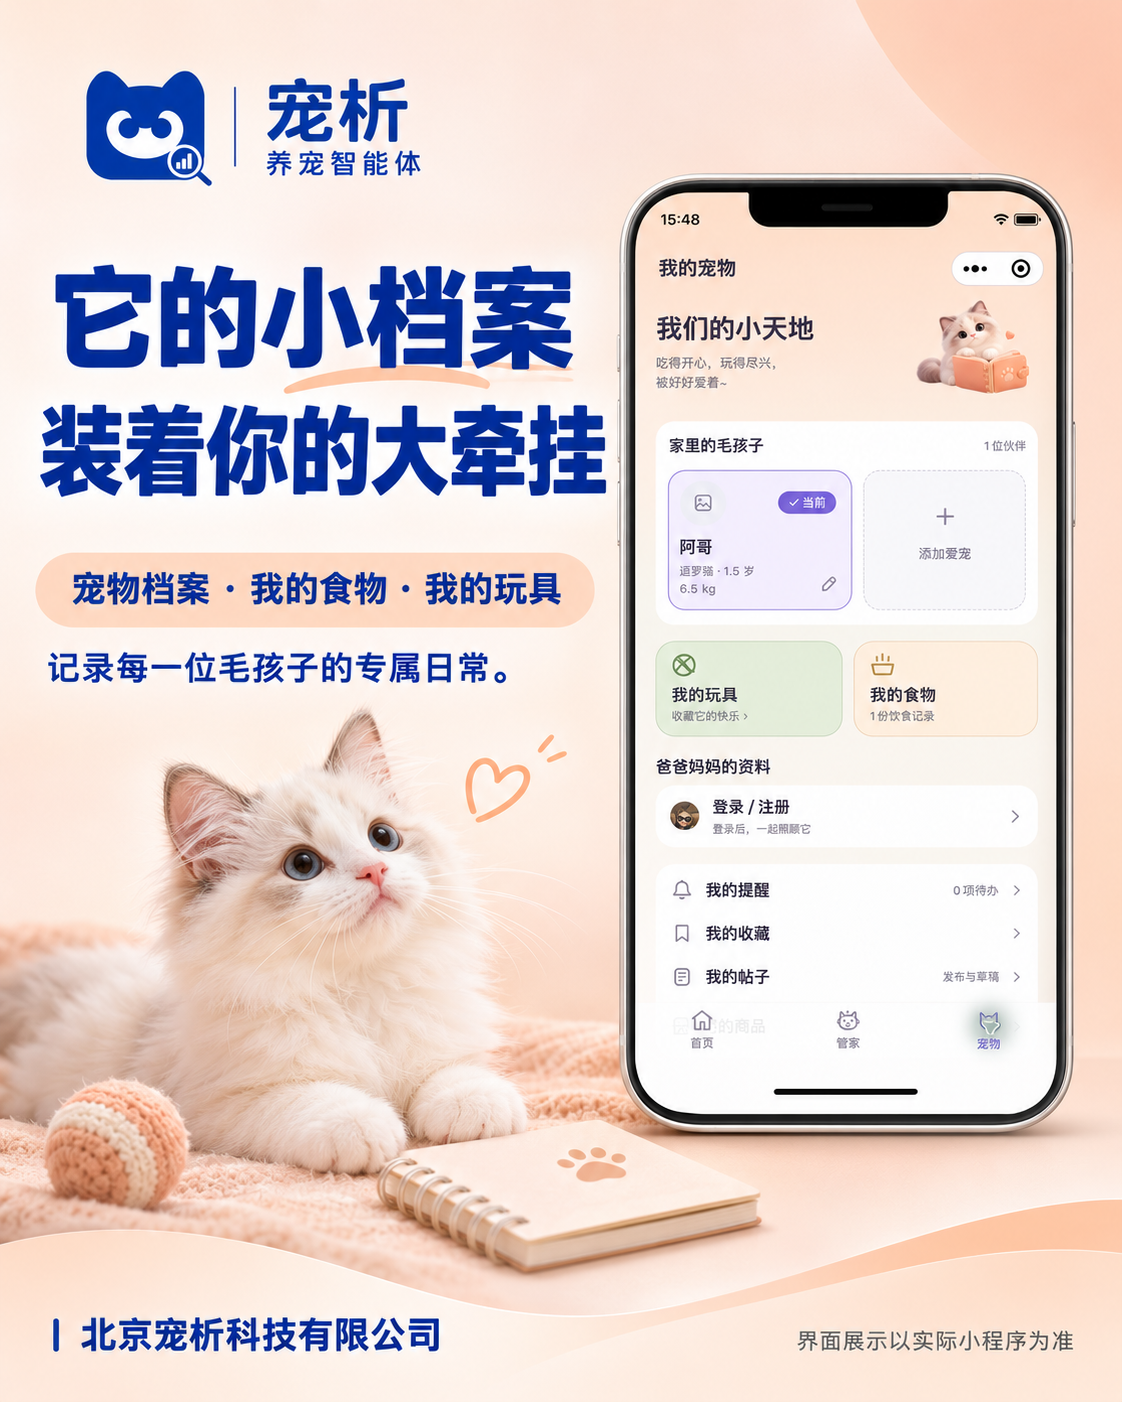 宠析
养宠智能体
它的小档案
装着你的大牵挂
宠物档案 · 我的食物 · 我的玩具
记录每一位毛孩子的专属日常。
15:48
我的宠物
我们的小天地
吃得开心，玩得尽兴，
被好好爱着~
家里的毛孩子
1位伙伴
当前
阿哥
暹罗猫 · 1.5 岁
6.5 kg
添加爱宠
我的玩具
收藏它的快乐 ›
我的食物
1份饮食记录
爸爸妈妈的资料
登录 / 注册
登录后，一起照顾它
我的提醒
0 项待办
我的收藏
我的帖子
发布与草稿
的商品
首页
管家
宠物
北京宠析科技有限公司
界面展示以实际小程序为准